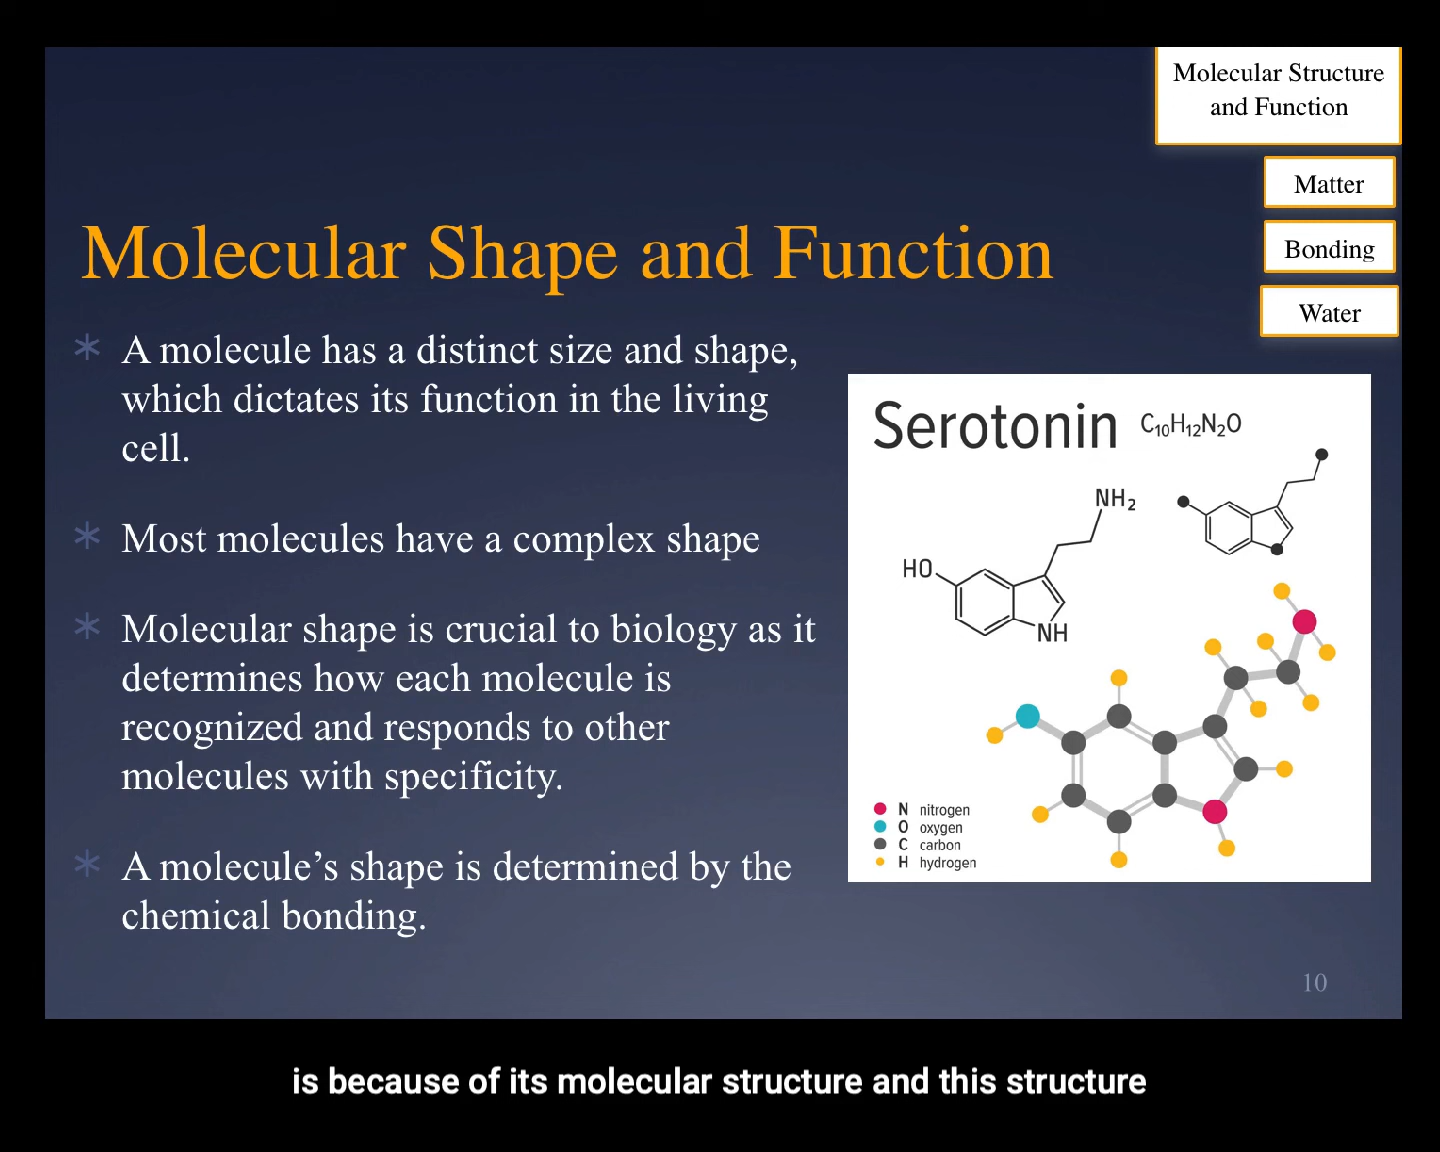 Molecular Structure
and Function
Matter
Bonding
Water
Molecular Shape and Function
* A molecule has a distinct size and shape,
which dictates its function in the living
cell.
* Most molecules have a complex shape
* Molecular shape is crucial to biology as it
determines how each molecule is
recognized and responds to other
molecules with specificity.
* A molecule’s shape is determined by the
chemical bonding.
Serotonin C₁₀H₁₂N₂O
NH₂
HO
NH
N nitrogen
O oxygen
C carbon
H hydrogen
10
is because of its molecular structure and this structure